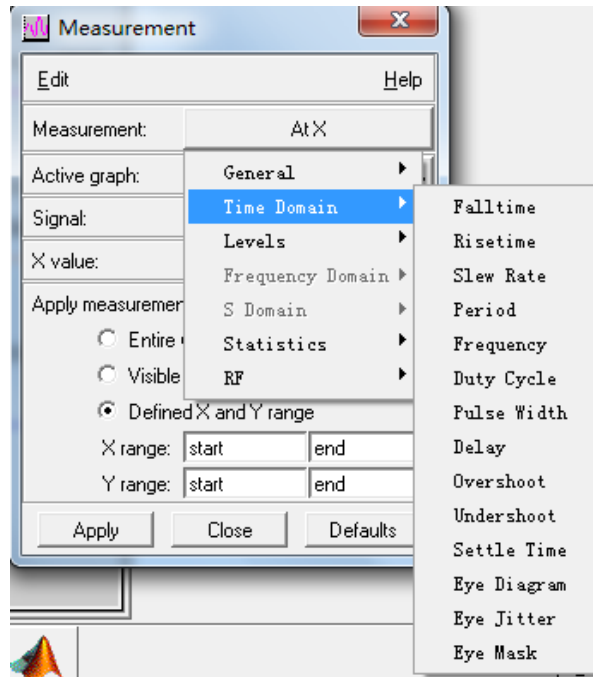 Measurement
Edit Help
Measurement: At X
Active graph:
Signal:
X value:
General
Time Domain
Levels
Frequency Domain
S Domain
Statistics
RF
Falltime
Risetime
Slew Rate
Period
Frequency
Duty Cycle
Pulse Width
Delay
Overshoot
Undershoot
Settle Time
Eye Diagram
Eye Jitter
Eye Mask
Apply measuremen
Entire
Visible
Defined X and Y range
X range: start end
Y range: start end
Apply Close Defaults